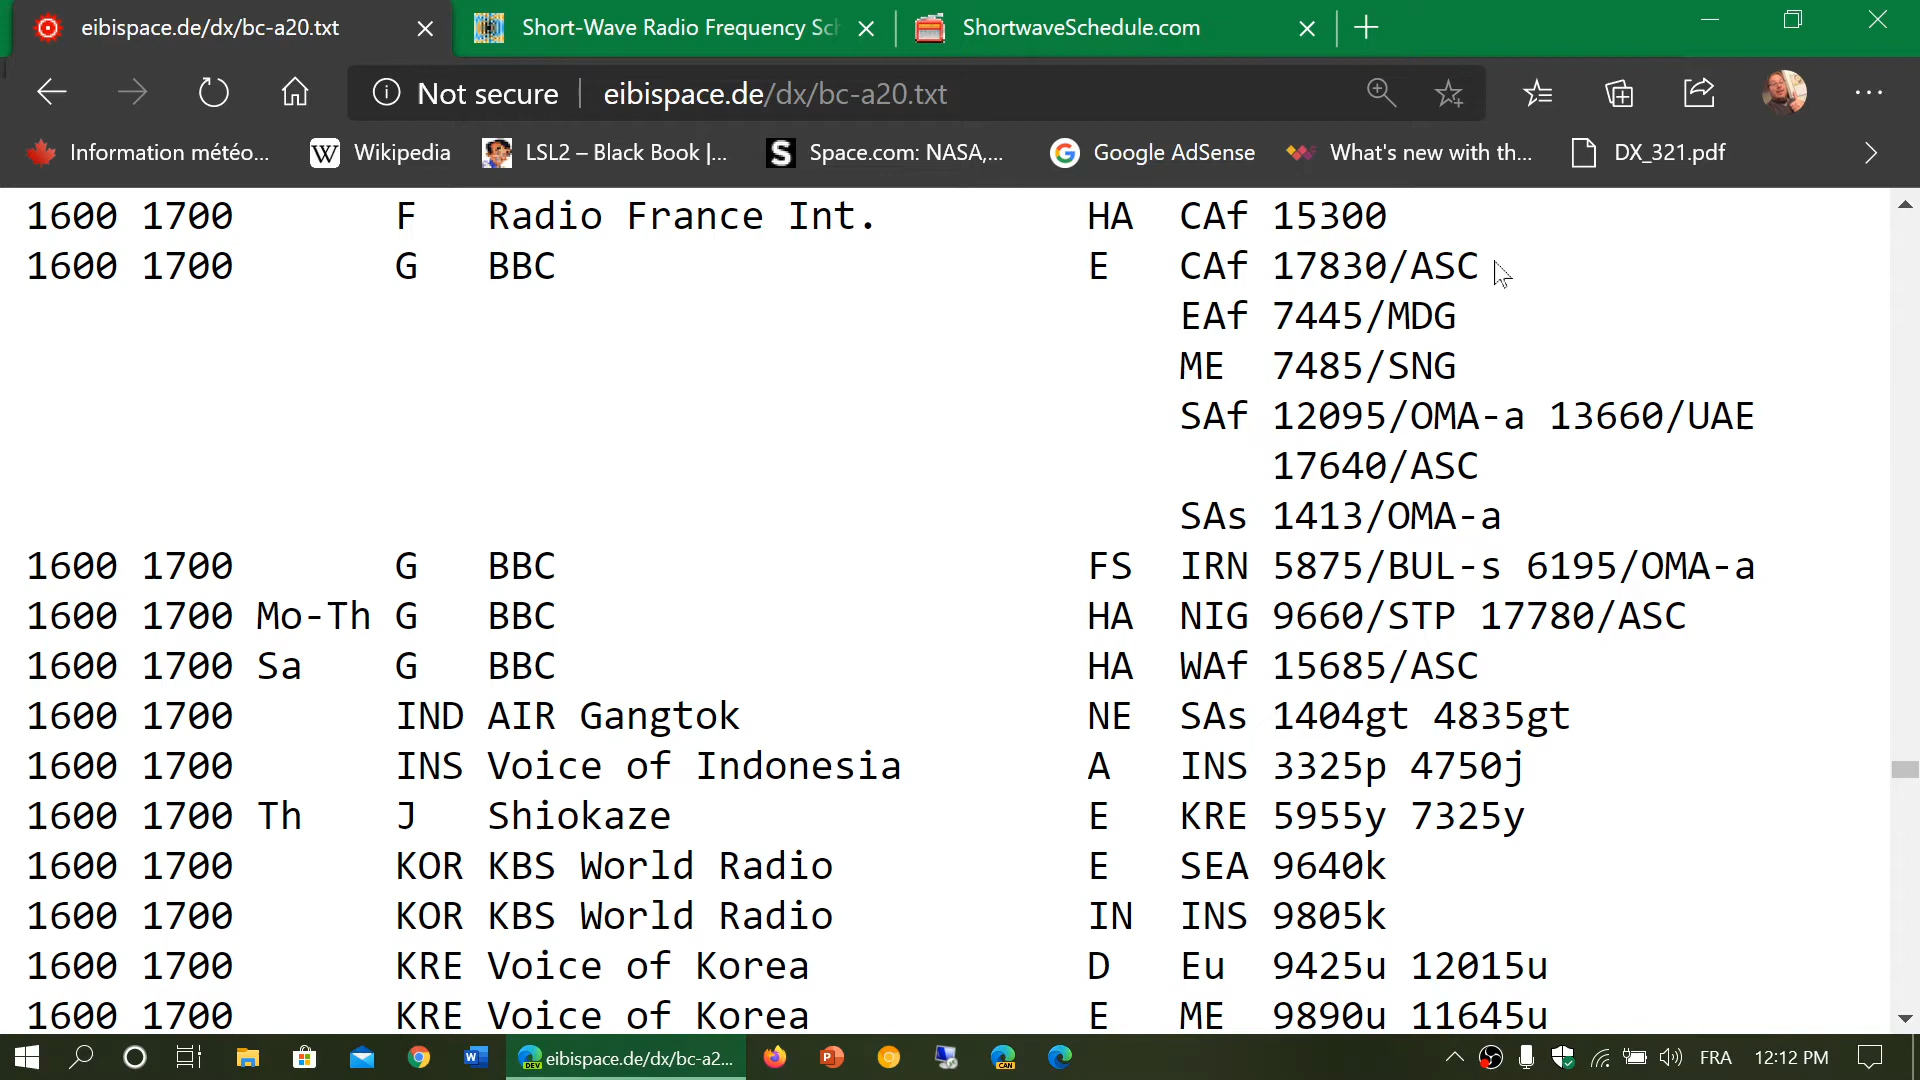 eibispace.de/dx/bc-a20.txt
Short-Wave Radio Frequency Sch
ShortwaveSchedule.com
Not secure
eibispace.de/dx/bc-a20.txt
Information météo...
W Wikipedia
LSL2 – Black Book |...
S Space.com: NASA,...
G Google AdSense
What's new with th...
DX_321.pdf
1600 1700 F Radio France Int. HA CAf 15300
1600 1700 G BBC E CAf 17830/ASC
EAf 7445/MDG
ME 7485/SNG
SAf 12095/OMA-a 13660/UAE
17640/ASC
SAs 1413/OMA-a
1600 1700 G BBC FS IRN 5875/BUL-s 6195/OMA-a
1600 1700 Mo-Th G BBC HA NIG 9660/STP 17780/ASC
1600 1700 Sa G BBC HA WAf 15685/ASC
1600 1700 IND AIR Gangtok NE SAs 1404gt 4835gt
1600 1700 INS Voice of Indonesia A INS 3325p 4750j
1600 1700 Th J Shiokaze E KRE 5955y 7325y
1600 1700 KOR KBS World Radio E SEA 9640k
1600 1700 KOR KBS World Radio IN INS 9805k
1600 1700 KRE Voice of Korea D Eu 9425u 12015u
1600 1700 KRE Voice of Korea E ME 9890u 11645u
eibispace.de/dx/bc-a2...
FRA
12:12 PM